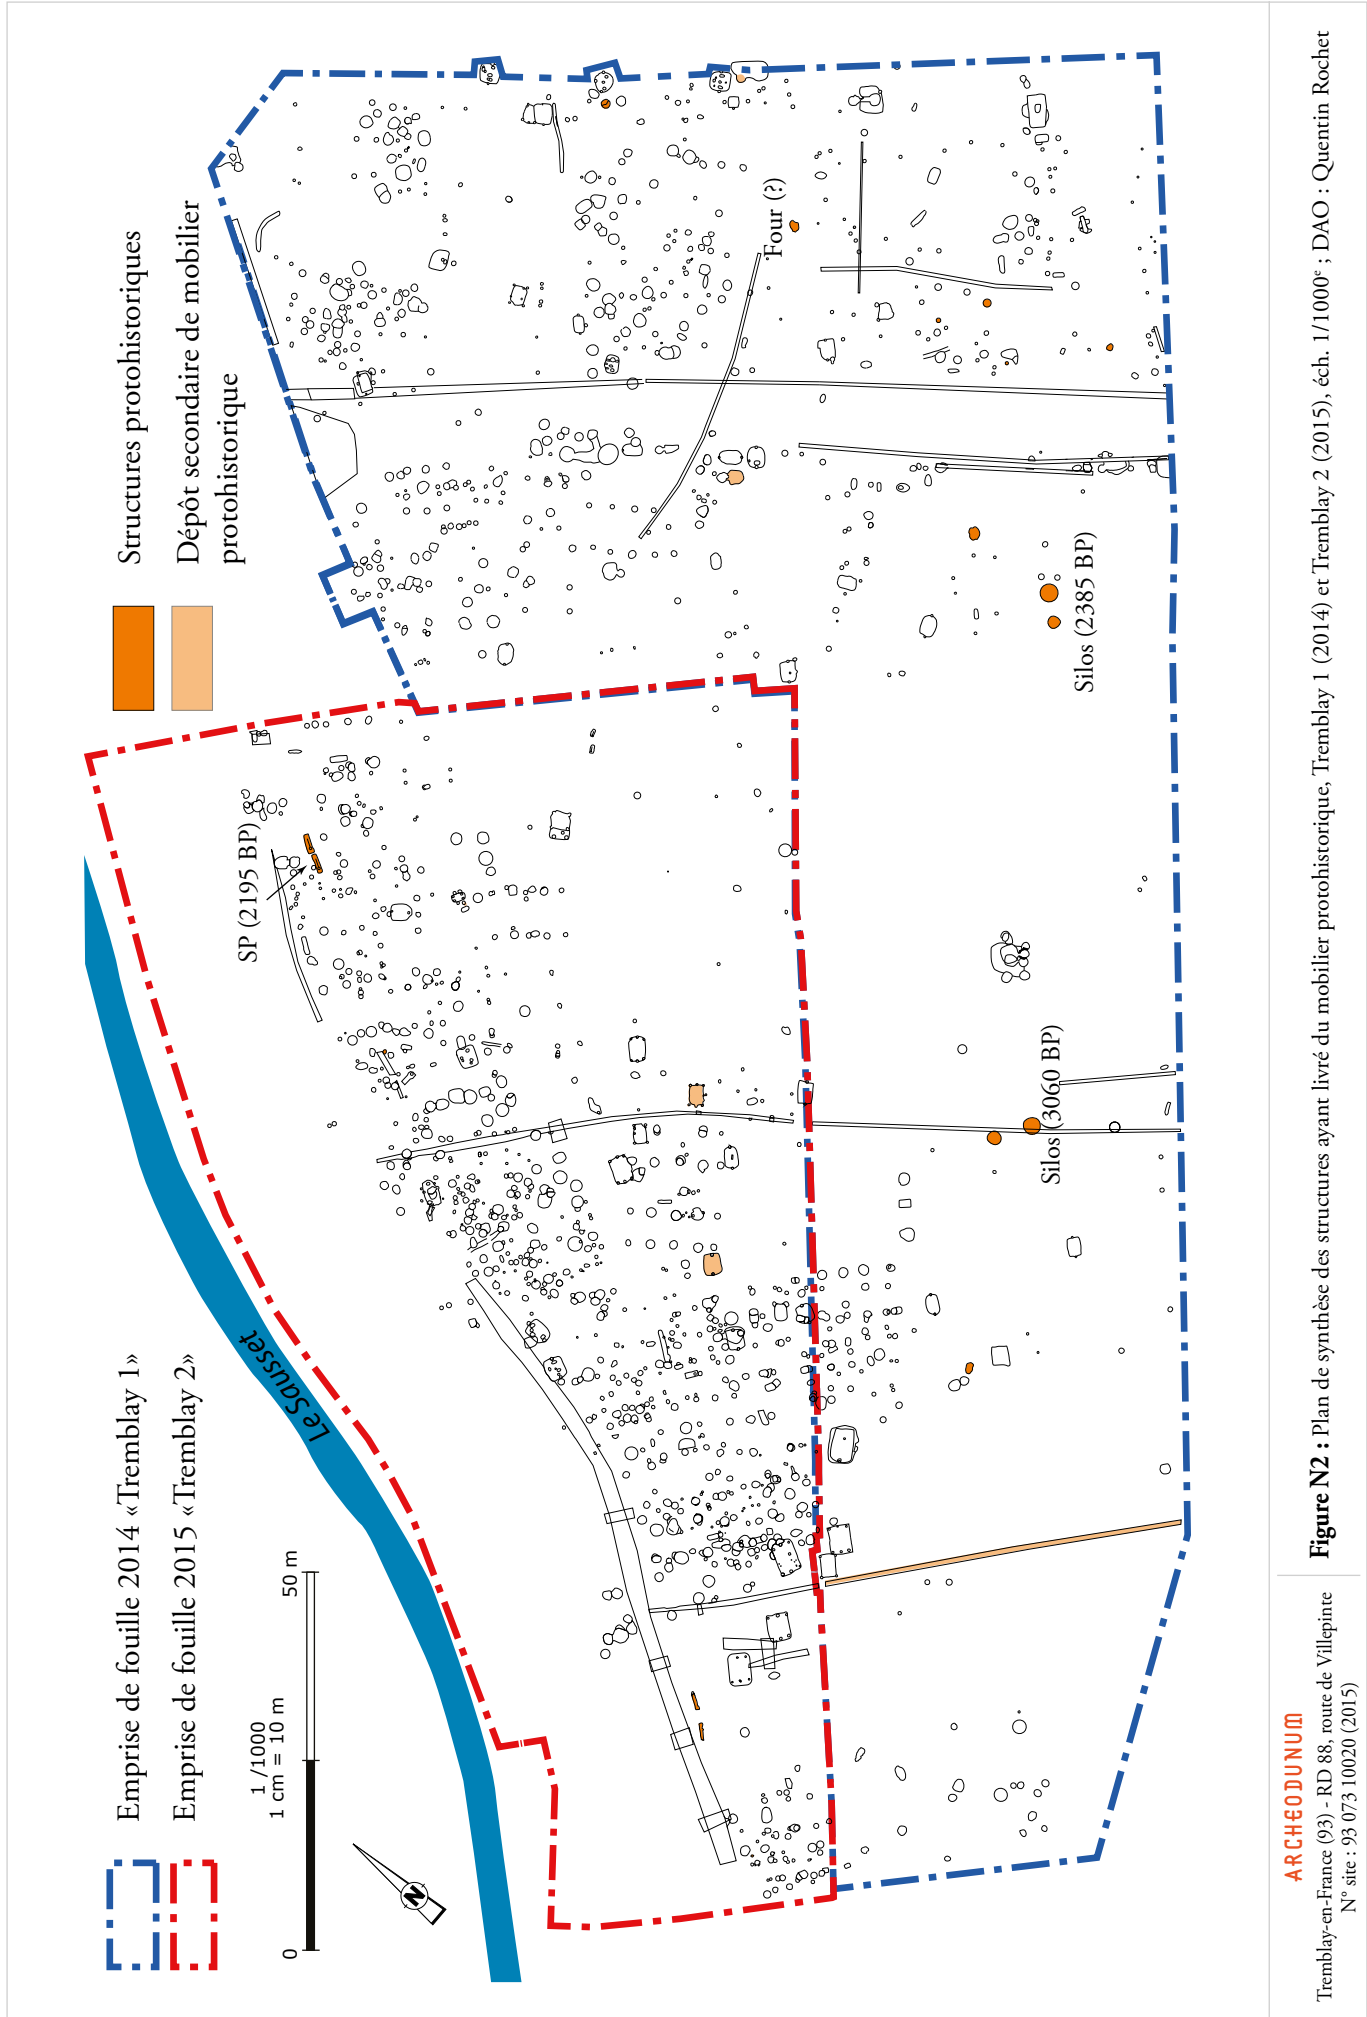 Emprise de fouille 2014 «Tremblay 1»
Emprise de fouille 2015 «Tremblay 2»
Structures protohistoriques
Dépôt secondaire de mobilier
protohistorique
1 /1000
1 cm = 10 m
0
50 m
N
Le Sausset
SP (2195 BP)
Four (?)
Silos (3060 BP)
Silos (2385 BP)
ARCHEODUNUM
Tremblay-en-France (93) - RD 88, route de Villepinte
N° site : 93 073 10020 (2015)
Figure N2 : Plan de synthèse des structures ayant livré du mobilier protohistorique, Tremblay 1 (2014) et Tremblay 2 (2015), éch. 1/1000e ; DAO : Quentin Rochet